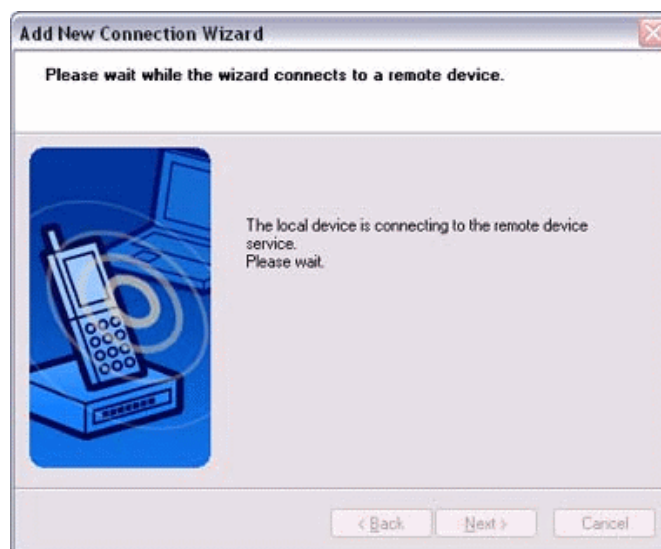 Add New Connection Wizard
Please wait while the wizard connects to a remote device.
The local device is connecting to the remote device
service.
Please wait.
< Back
Next >
Cancel